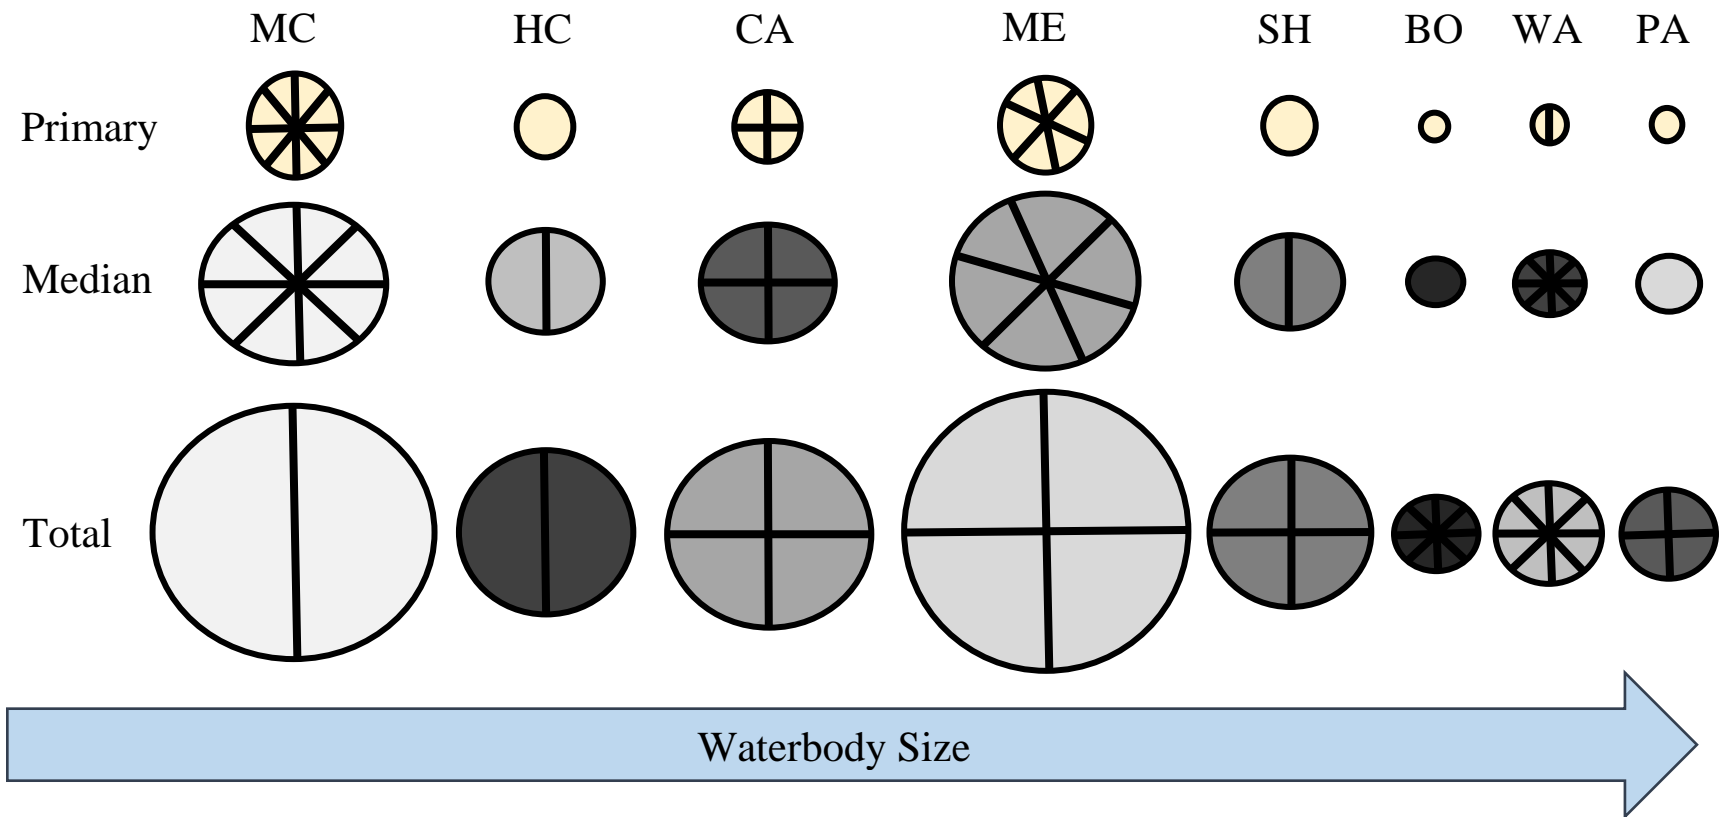 MC HC CA ME SH BO WA PA
Primary
Median
Total
Waterbody Size